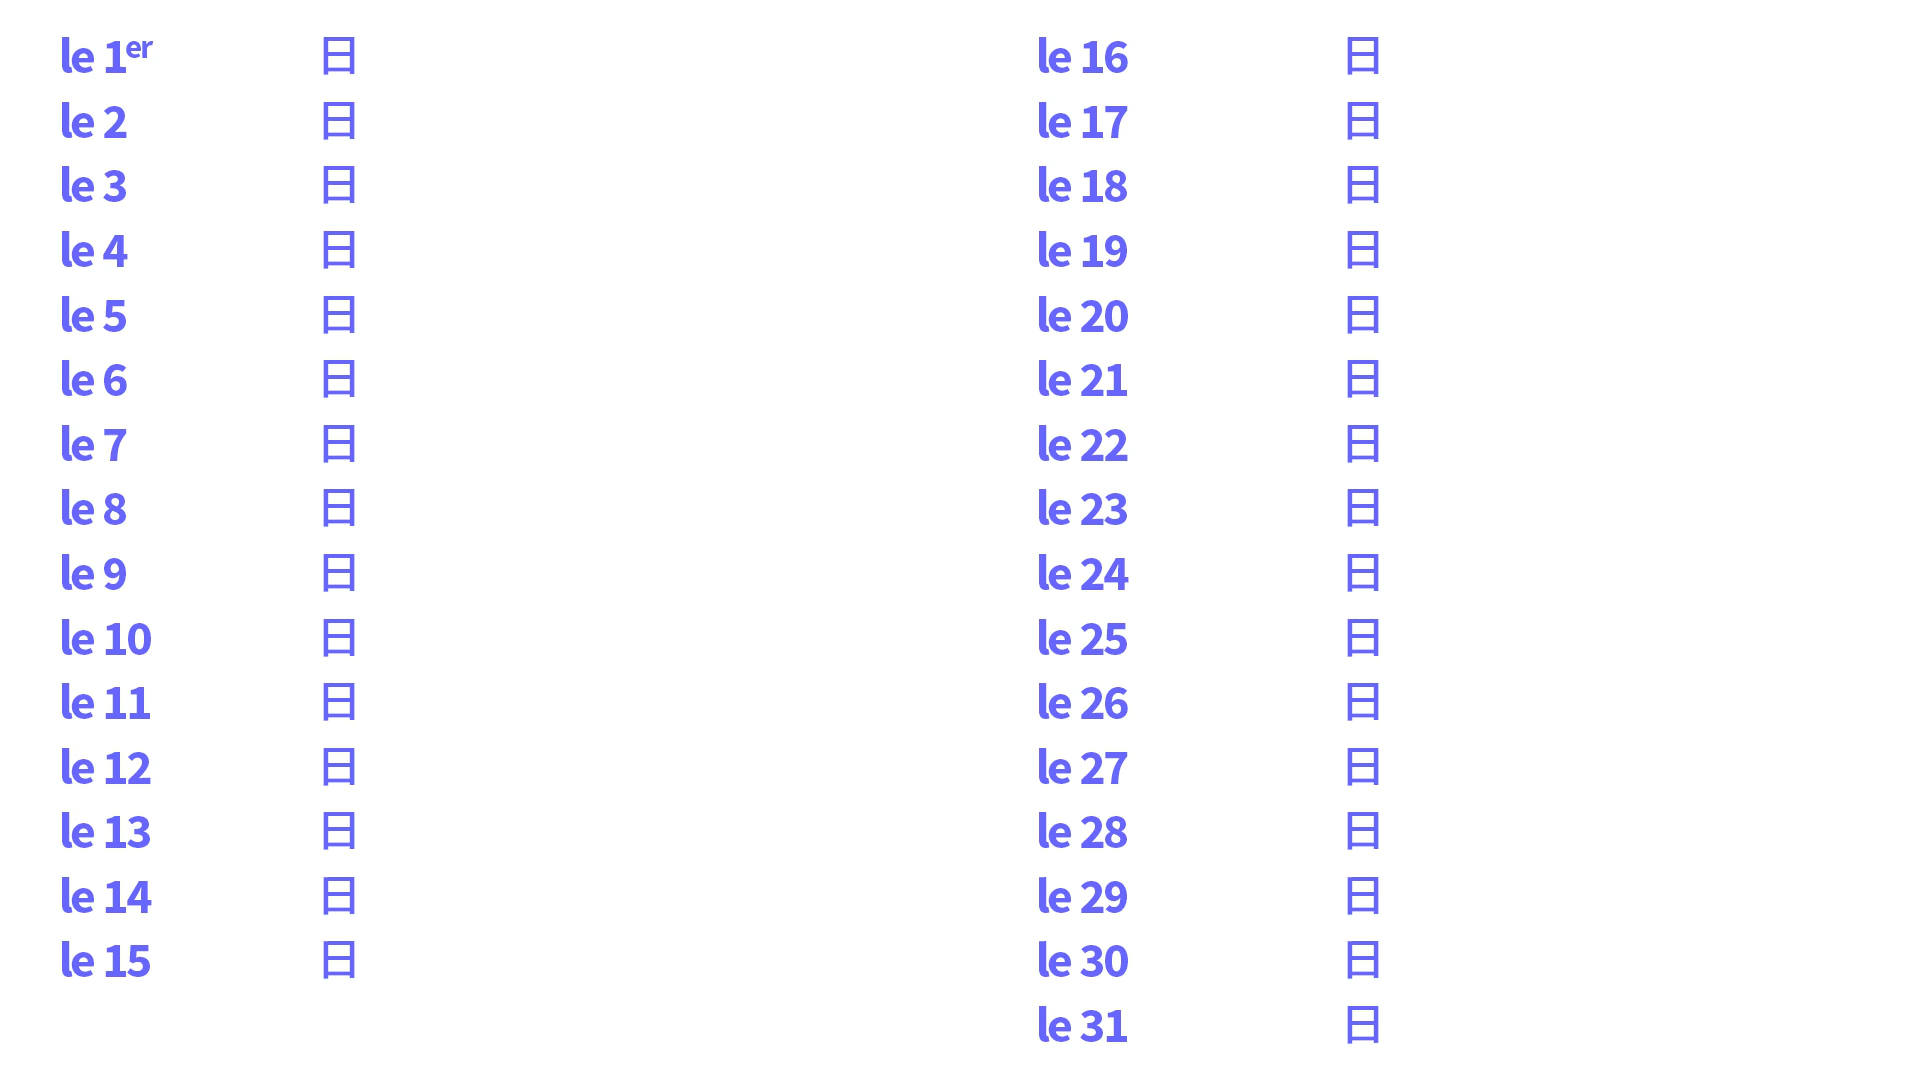 le 1er 日
le 2 日
le 3 日
le 4 日
le 5 日
le 6 日
le 7 日
le 8 日
le 9 日
le 10 日
le 11 日
le 12 日
le 13 日
le 14 日
le 15 日
le 16 日
le 17 日
le 18 日
le 19 日
le 20 日
le 21 日
le 22 日
le 23 日
le 24 日
le 25 日
le 26 日
le 27 日
le 28 日
le 29 日
le 30 日
le 31 日